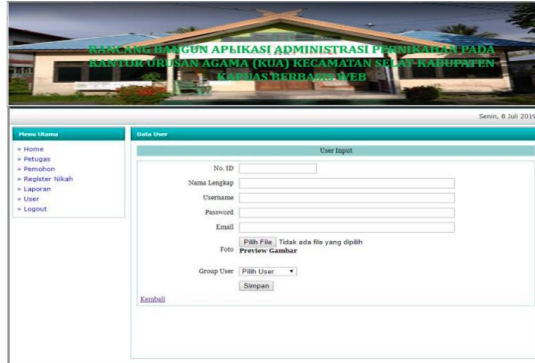 RANCANG BANGUN APLIKASI ADMINISTRASI PERNIKAHAN PADA
KANTOR URUSAN AGAMA (KUA) KECAMATAN SELAT KABUPATEN
KAPUAS BERBASIS WEB
Senin, 8 Juli 2019
Menu Utama
» Home
» Petugas
» Pemohon
» Register Nikah
» Laporan
» User
» Logout
Data User
User Input
No. ID
Nama Lengkap
Username
Password
Email
Foto
Pilih File Tidak ada file yang dipilih
Preview Gambar
Group User Pilih User
Simpan
Kembali